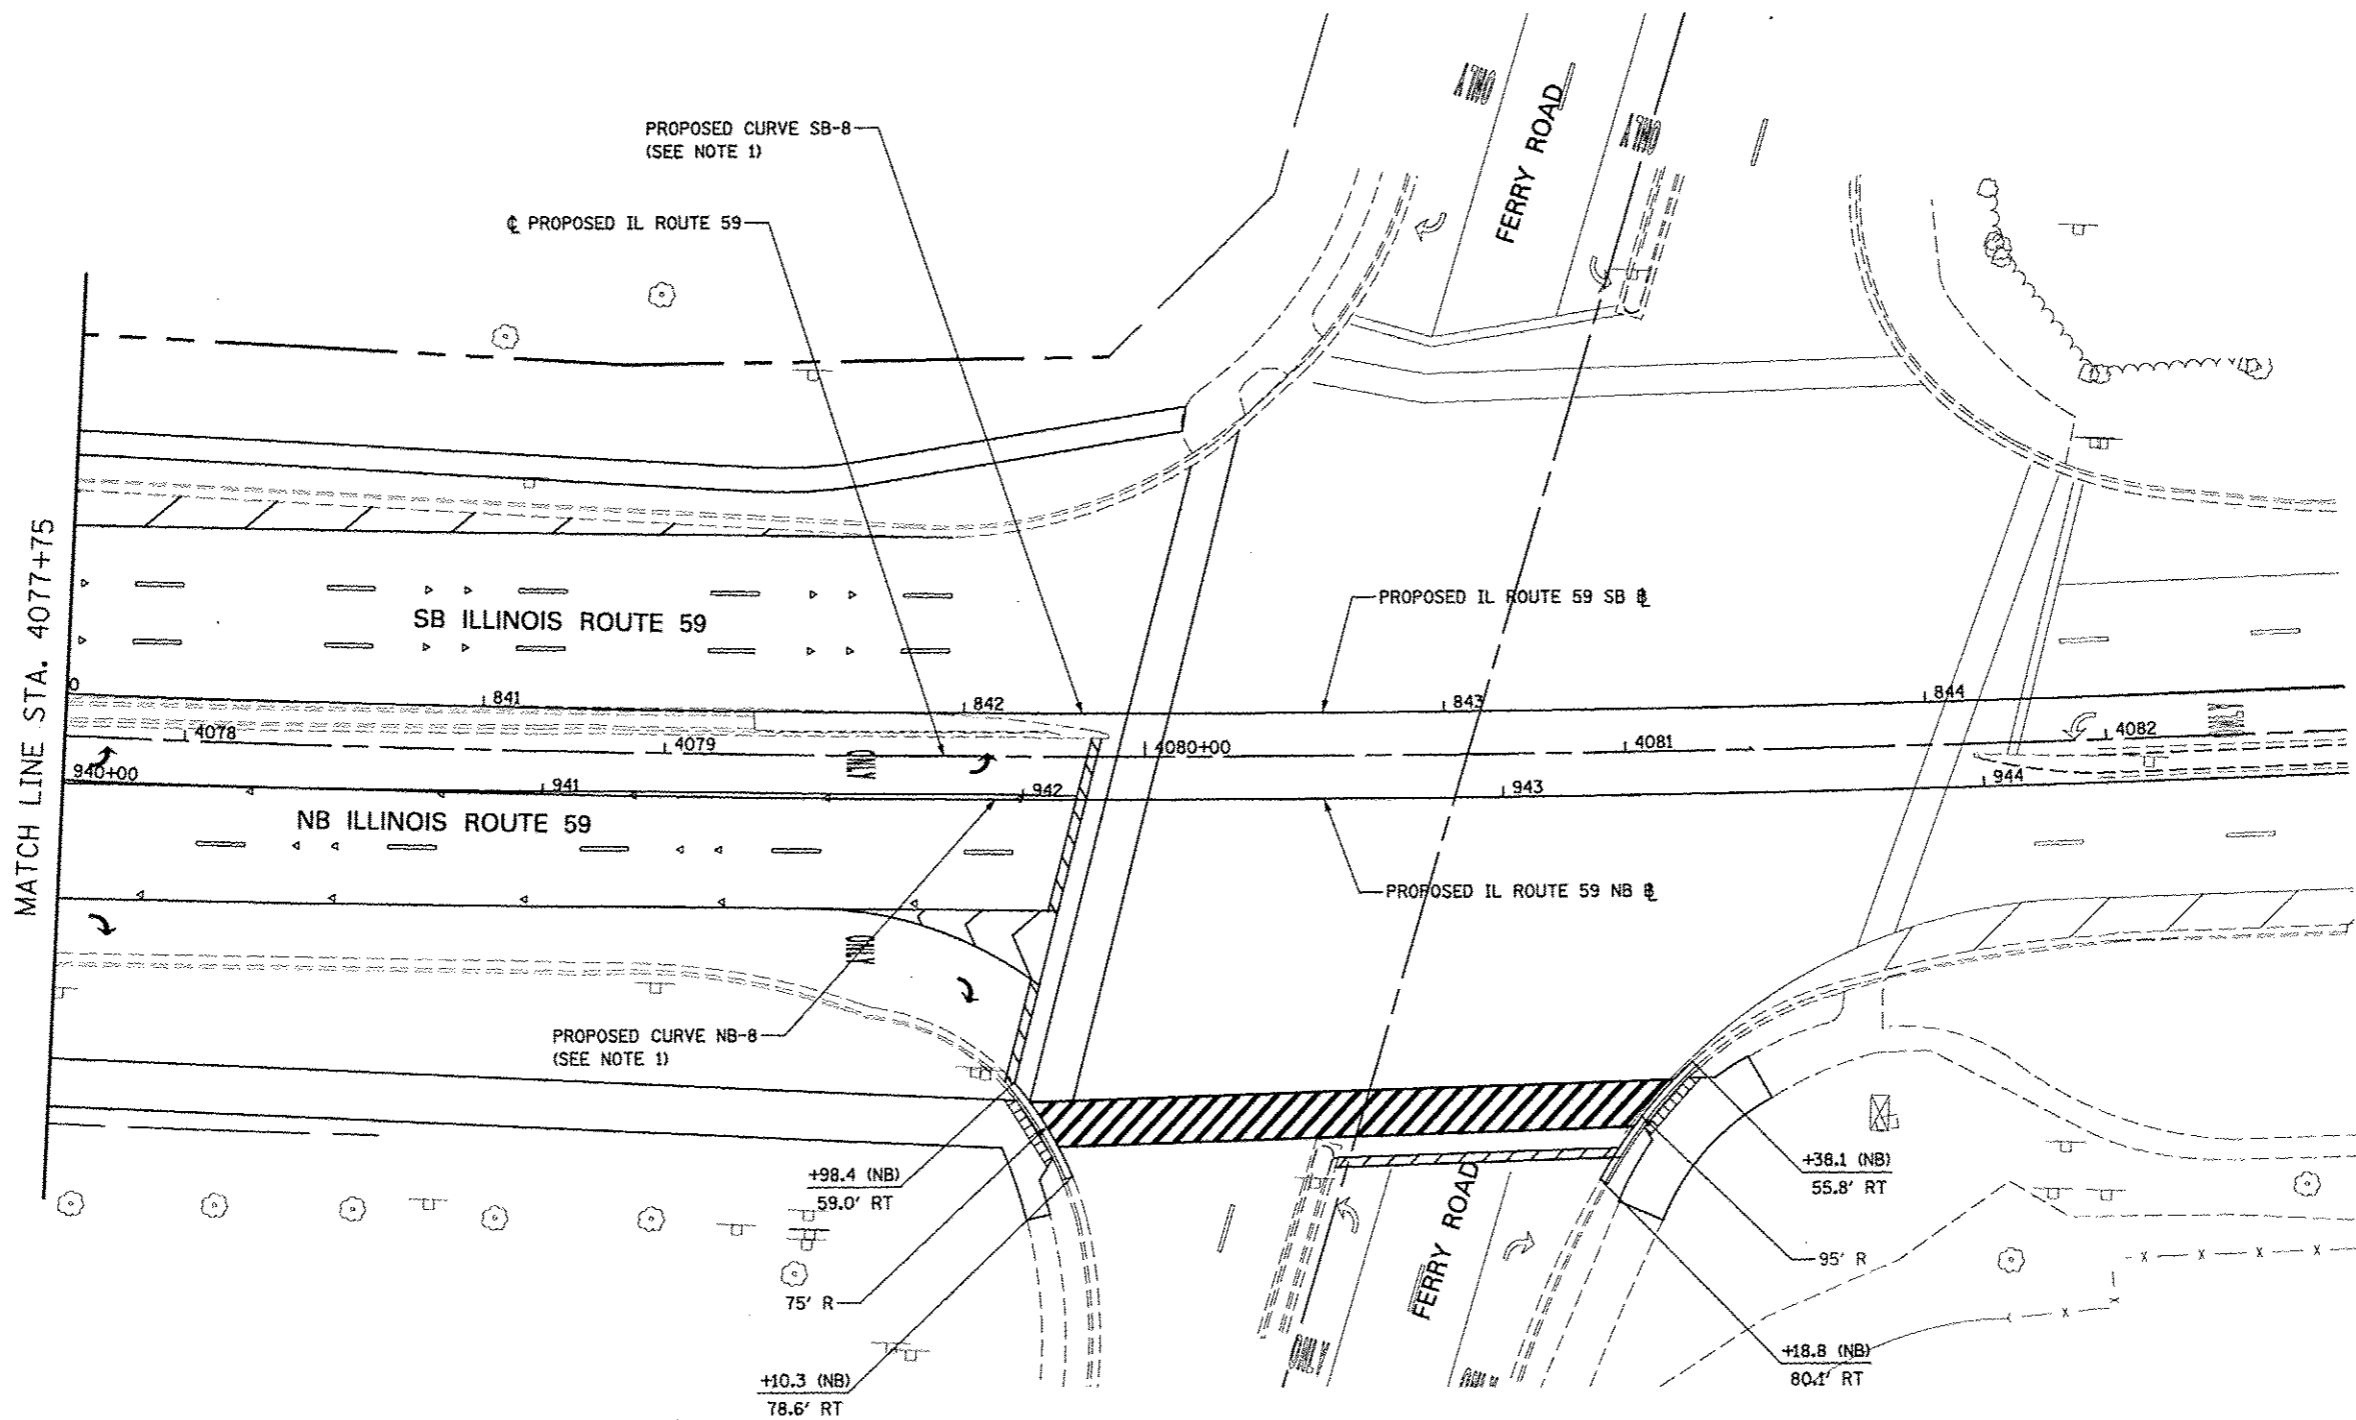 PROPOSED CURVE SB-8
(SEE NOTE 1)
℄ PROPOSED IL ROUTE 59
FERRY ROAD
MATCH LINE STA. 4077+75
SB ILLINOIS ROUTE 59
PROPOSED IL ROUTE 59 SB ℄
0
841
842
843
844
4078
4079
4080+00
4081
4082
940+00
941
942
943
944
ONLY
NB ILLINOIS ROUTE 59
PROPOSED IL ROUTE 59 NB ℄
ONLY
PROPOSED CURVE NB-8
(SEE NOTE 1)
+98.4 (NB)
59.0' RT
75' R
+10.3 (NB)
78.6' RT
FERRY ROAD
+38.1 (NB)
55.8' RT
95' R
+18.8 (NB)
80.1' RT